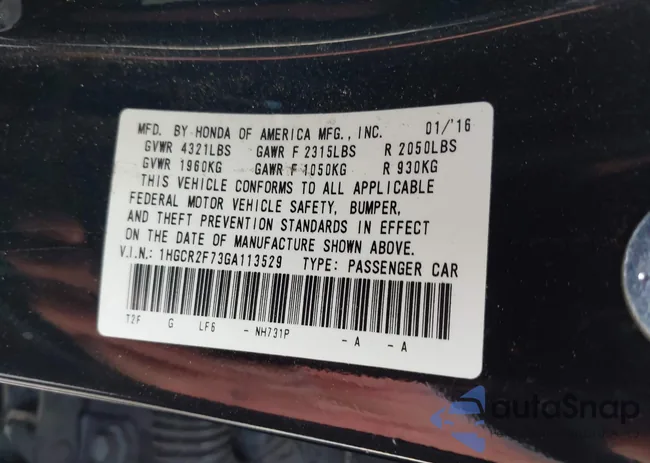 MFD. BY HONDA OF AMERICA MFG., INC. 01/'16
GVWR 4321LBS GAWR F 2315LBS R 2050LBS
GVWR 1960KG GAWR F 1050KG R 930KG
THIS VEHICLE CONFORMS TO ALL APPLICABLE
FEDERAL MOTOR VEHICLE SAFETY, BUMPER,
AND THEFT PREVENTION STANDARDS IN EFFECT
ON THE DATE OF MANUFACTURE SHOWN ABOVE.
V.I.N.: 1HGCR2F73GA113529 TYPE: PASSENGER CAR
T2F G LF6 - NH731P - A - A
autoSnap